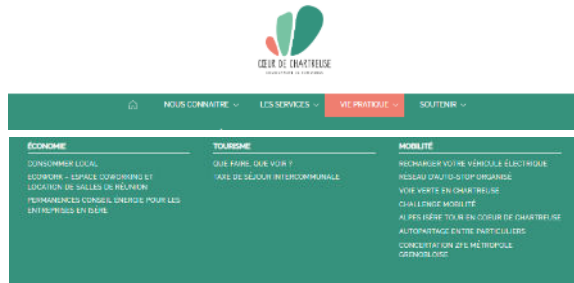 CŒUR DE CHARTREUSE
NOUS CONNAITRE
LES SERVICES
VIE PRATIQUE
SOUTENIR
ÉCONOMIE
CONSOMMER LOCAL
ECOWORK – ESPACE COWORKING ET
LOCATION DE SALLES DE RÉUNION
PERMANENCES CONSEIL ENERGIE POUR LES
ENTREPRISES EN ISÈRE
TOURISME
QUE FAIRE, QUE VOIR ?
TAXE DE SÉJOUR INTERCOMMUNALE
MOBILITÉ
RECHARGER VOTRE VÉHICULE ÉLECTRIQUE
RÉSEAU D'AUTO-STOP ORGANISÉ
VOIE VERTE EN CHARTREUSE
CHALLENGE MOBILITÉ
ALPES ISÈRE TOUR EN COEUR DE CHARTREUSE
AUTOPARTAGE ENTRE PARTICULIERS
CONCERTATION ZFE MÉTROPOLE
GRENOBLOISE